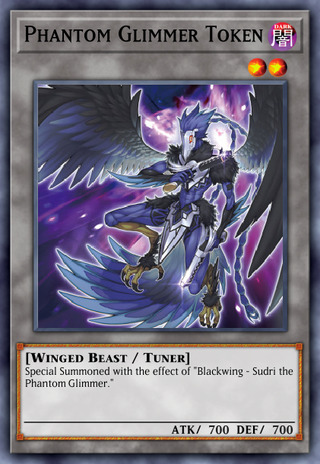 Phantom Glimmer Token
DARK
闇
[Winged Beast / Tuner]
Special Summoned with the effect of "Blackwing - Sudri the
Phantom Glimmer."
ATK/ 700 DEF/ 700